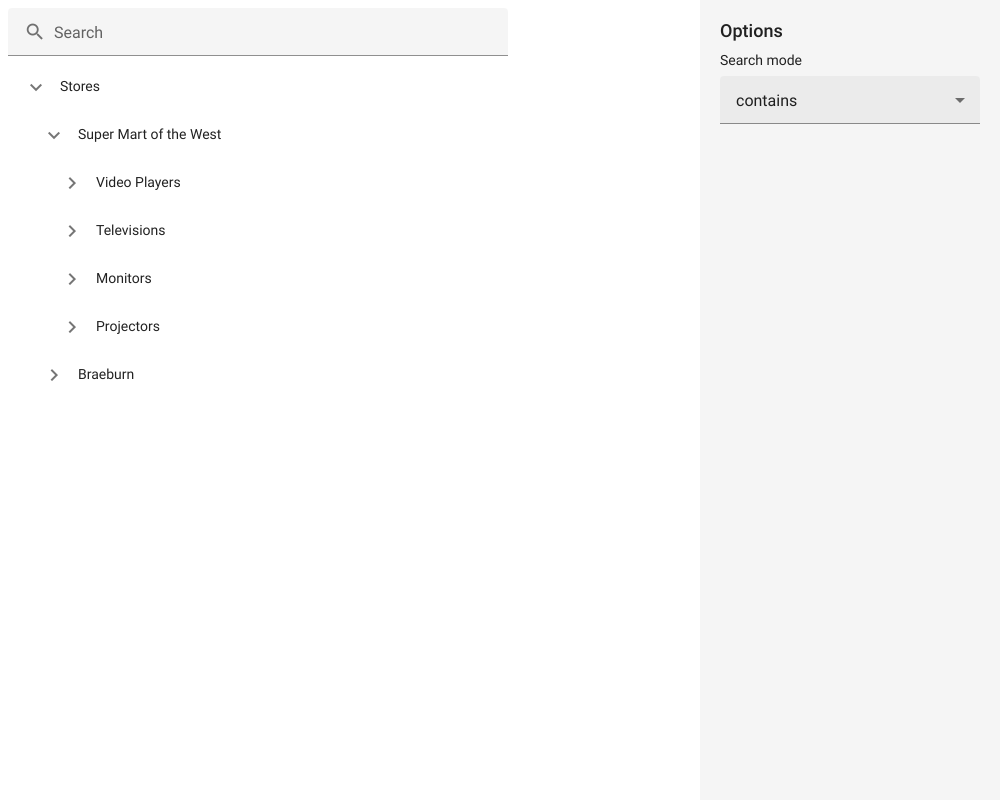 Search
Stores
Super Mart of the West
Video Players
Televisions
Monitors
Projectors
Braeburn
Options
Search mode
contains